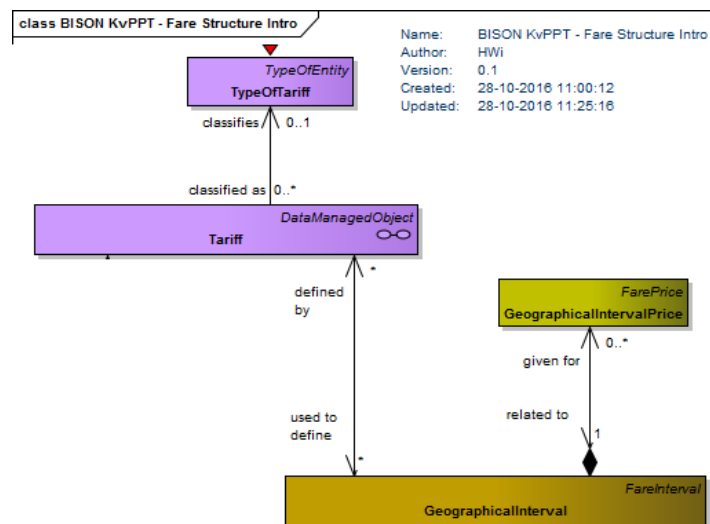 class BISON KvPPT - Fare Structure Intro
Name: BISON KvPPT - Fare Structure Intro
Author: HWi
Version: 0.1
Created: 28-10-2016 11:00:12
Updated: 28-10-2016 11:25:16
TypeOfEntity
TypeOfTariff
classifies 0..1
classified as 0..*
DataManagedObject
Tariff
*
defined
by
FarePrice
GeographicalIntervalPrice
0..*
given for
used to
define
*
related to
1
FareInterval
GeographicalInterval